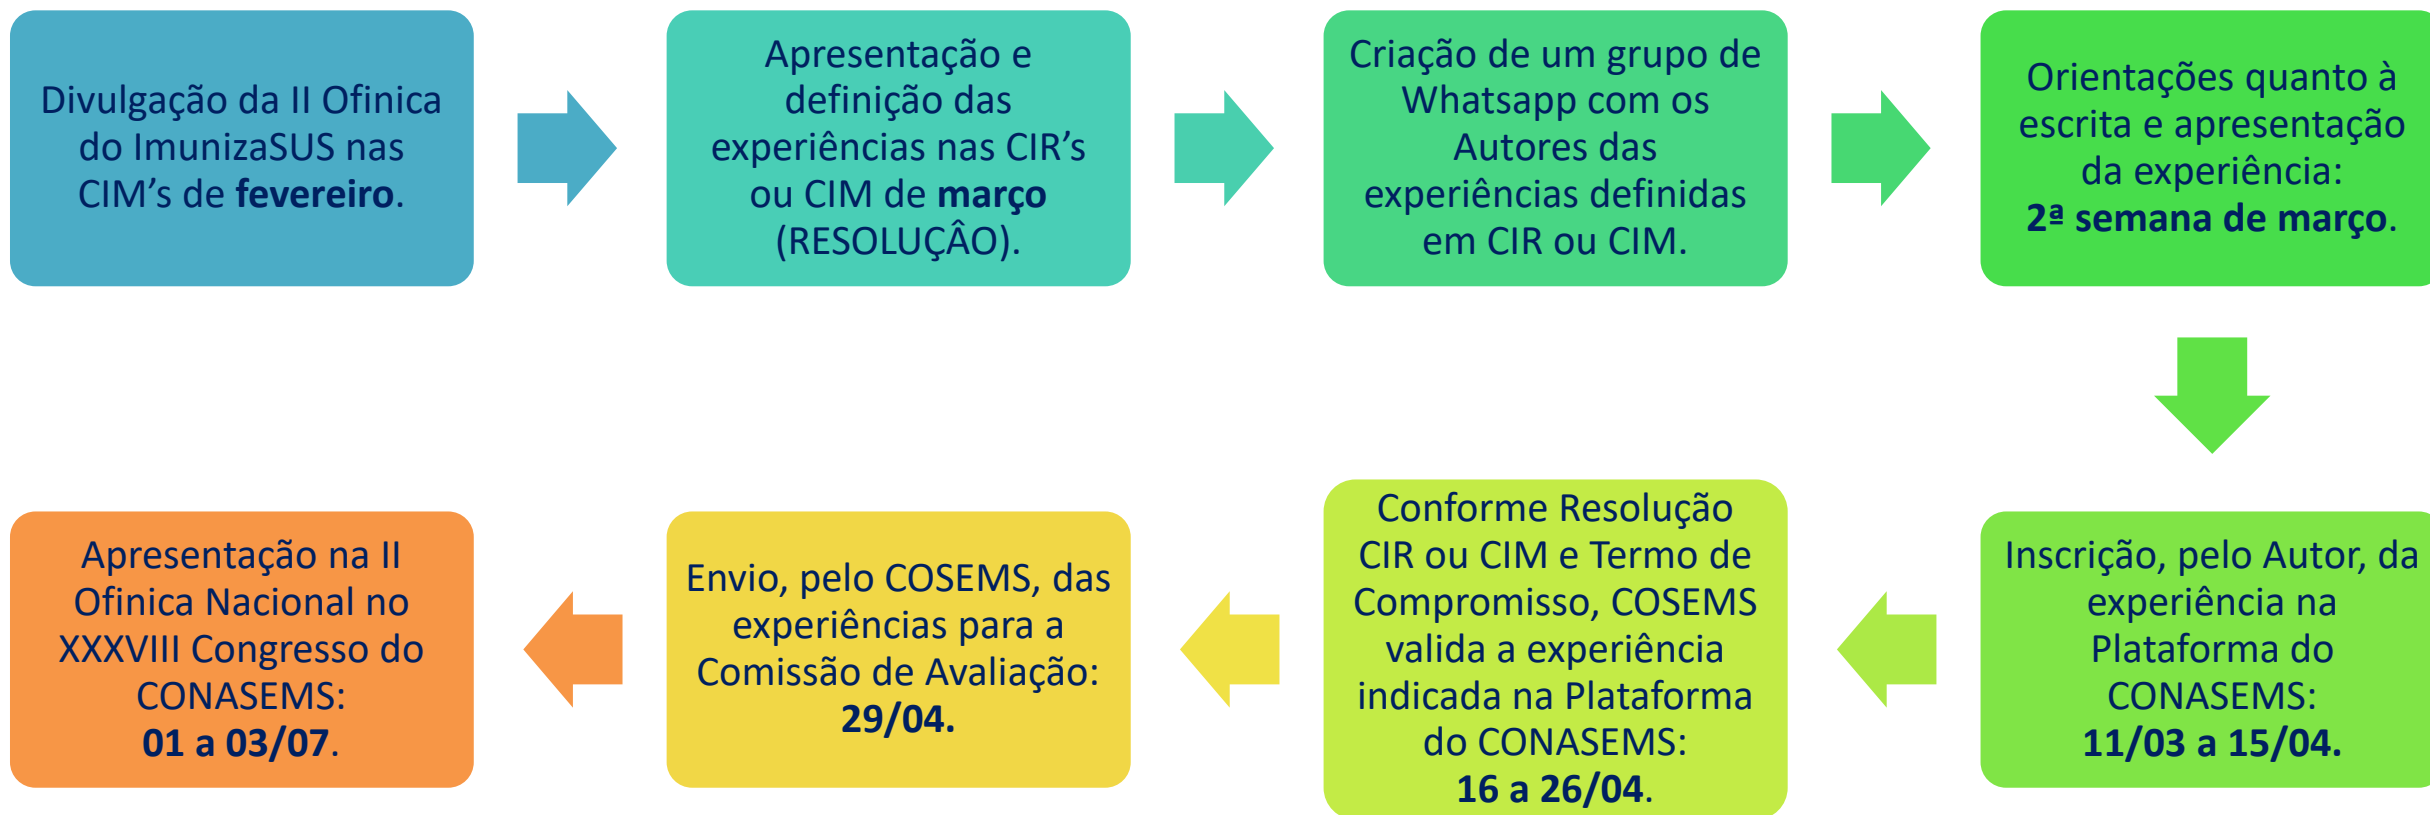 Divulgação da II Ofinica
do ImunizaSUS nas
CIM’s de fevereiro.
Apresentação e
definição das
experiências nas CIR’s
ou CIM de março
(RESOLUÇÂO).
Criação de um grupo de
Whatsapp com os
Autores das
experiências definidas
em CIR ou CIM.
Orientações quanto à
escrita e apresentação
da experiência:
2ª semana de março.
Inscrição, pelo Autor, da
experiência na
Plataforma do
CONASEMS:
11/03 a 15/04.
Conforme Resolução
CIR ou CIM e Termo de
Compromisso, COSEMS
valida a experiência
indicada na Plataforma
do CONASEMS:
16 a 26/04.
Envio, pelo COSEMS, das
experiências para a
Comissão de Avaliação:
29/04.
Apresentação na II
Ofinica Nacional no
XXXVIII Congresso do
CONASEMS:
01 a 03/07.